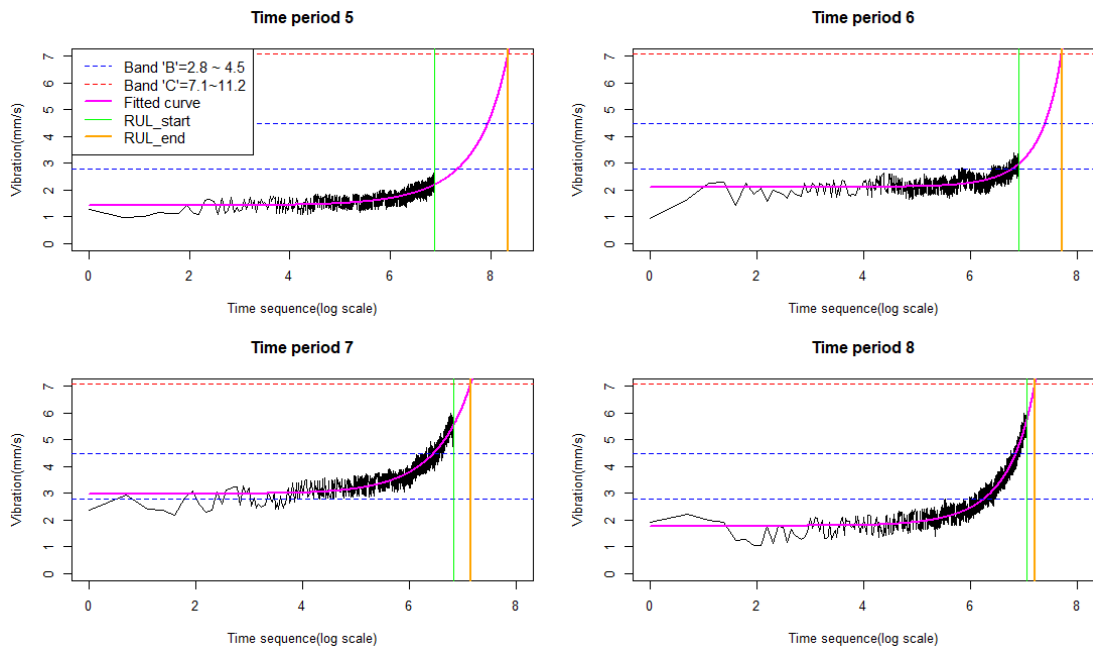 Time period 5
Vibration(mm/s)
7
6
5
4
3
2
1
0
Band 'B'=2.8 ~ 4.5
Band 'C'=7.1~11.2
Fitted curve
RUL_start
RUL_end
0 2 4 6 8
Time sequence(log scale)
Time period 6
Vibration(mm/s)
7
6
5
4
3
2
1
0
0 2 4 6 8
Time sequence(log scale)
Time period 7
Vibration(mm/s)
7
6
5
4
3
2
1
0
0 2 4 6 8
Time sequence(log scale)
Time period 8
Vibration(mm/s)
7
6
5
4
3
2
1
0
0 2 4 6 8
Time sequence(log scale)